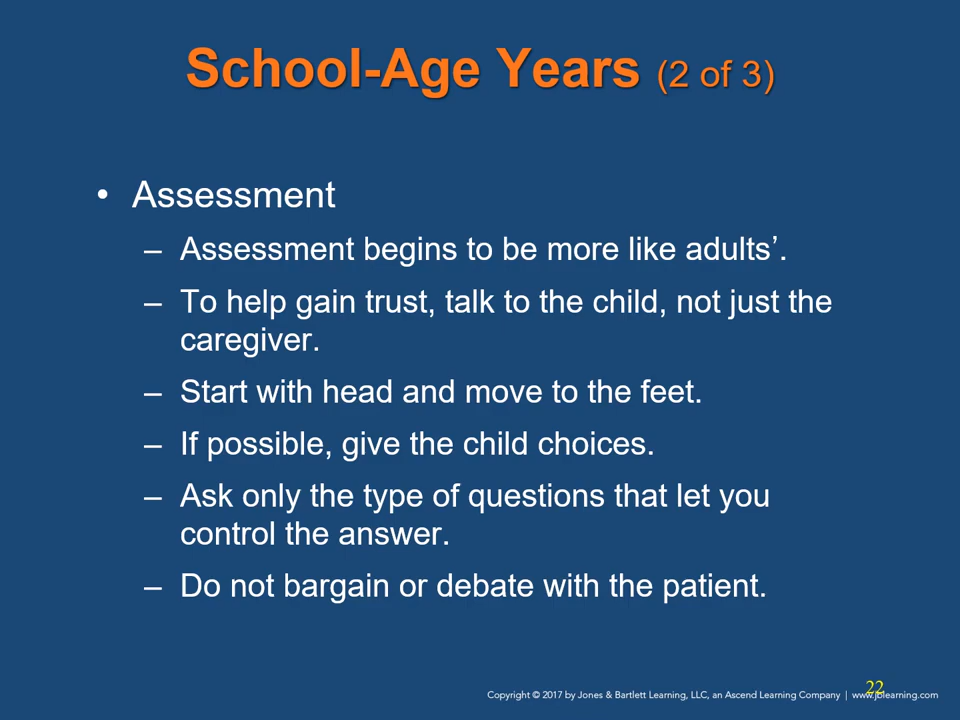 School-Age Years (2 of 3)
• Assessment
– Assessment begins to be more like adults’.
– To help gain trust, talk to the child, not just the
caregiver.
– Start with head and move to the feet.
– If possible, give the child choices.
– Ask only the type of questions that let you
control the answer.
– Do not bargain or debate with the patient.
22
Copyright © 2017 by Jones & Bartlett Learning, LLC, an Ascend Learning Company | www.jblearning.com